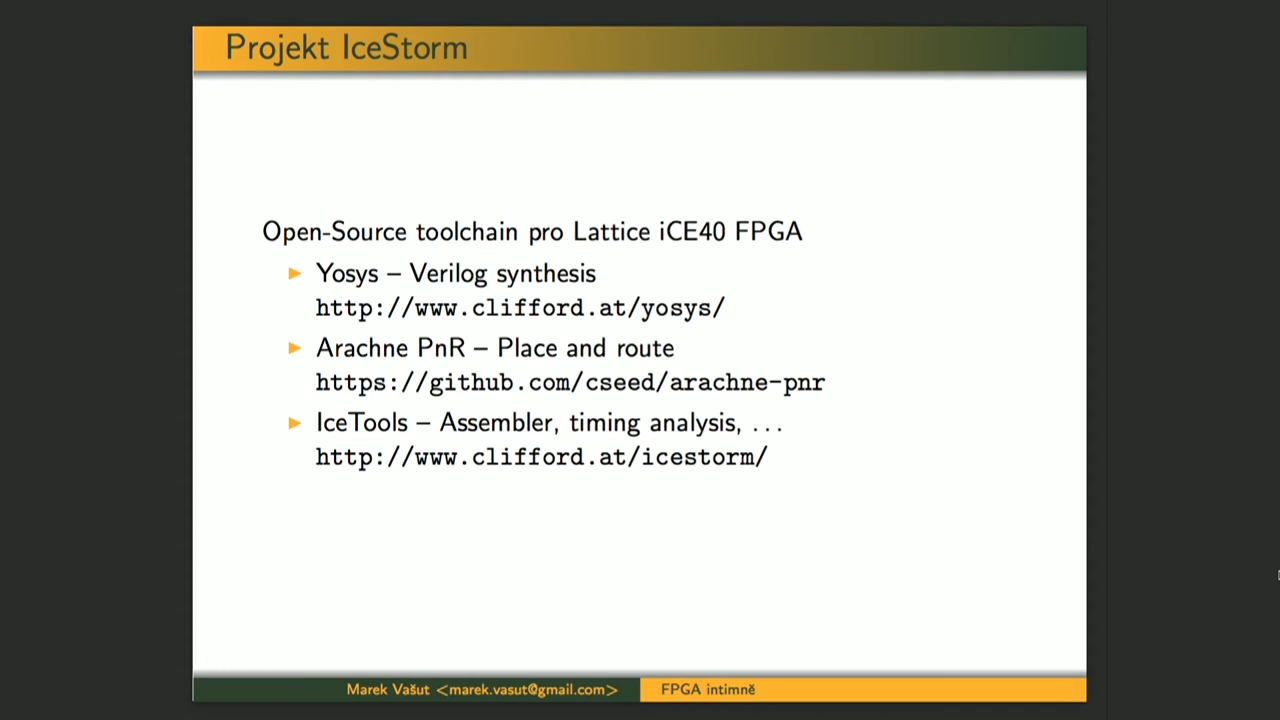 Projekt IceStorm
Open-Source toolchain pro Lattice iCE40 FPGA
Yosys – Verilog synthesis
http://www.clifford.at/yosys/
Arachne PnR – Place and route
https://github.com/cseed/arachne-pnr
IceTools – Assembler, timing analysis, ...
http://www.clifford.at/icestorm/
Marek Vašut <marek.vasut@gmail.com> FPGA intimně